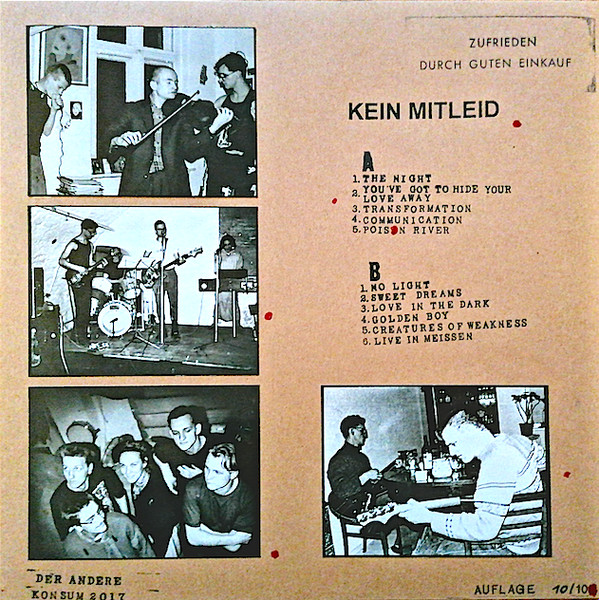 ZUFRIEDEN
DURCH GUTEN EINKAUF
KEIN MITLEID
A
1. THE NIGHT
2. YOU'VE GOT TO HIDE YOUR
LOVE AWAY
3. TRANSFORMATION
4. COMMUNICATION
5. POISON RIVER
B
1. NO LIGHT
2. SWEET DREAMS
3. LOVE IN THE DARK
4. GOLDEN BOY
5. CREATURES OF WEAKNESS
6. LIVE IN MEISSEN
DER ANDERE
KONSUM 2017
AUFLAGE 10/100